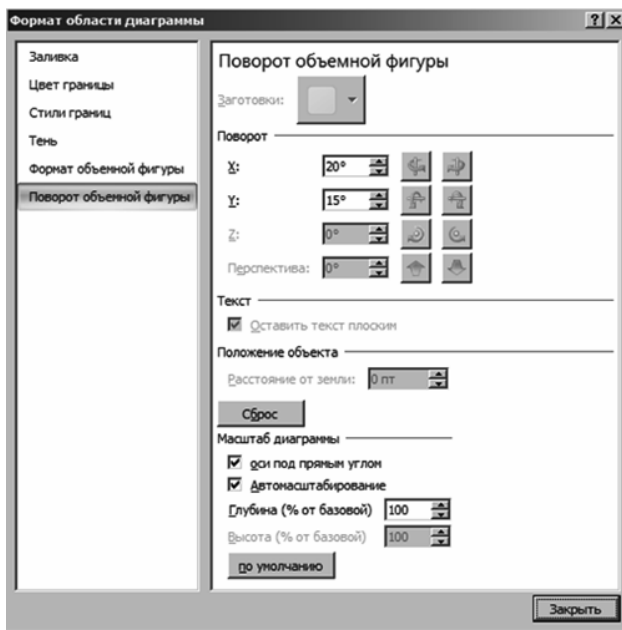 Формат области диаграммы
Заливка
Цвет границы
Стили границ
Тень
Формат объемной фигуры
Поворот объемной фигуры
Поворот объемной фигуры
Заготовки:
Поворот
X: 20°
Y: 15°
Z: 0°
Перспектива: 0°
Текст
Оставить текст плоским
Положение объекта
Расстояние от земли: 0 пт
Сброс
Масштаб диаграммы
оси под прямым углом
Автомасштабирование
Глубина (% от базовой) 100
Высота (% от базовой) 100
по умолчанию
Закрыть